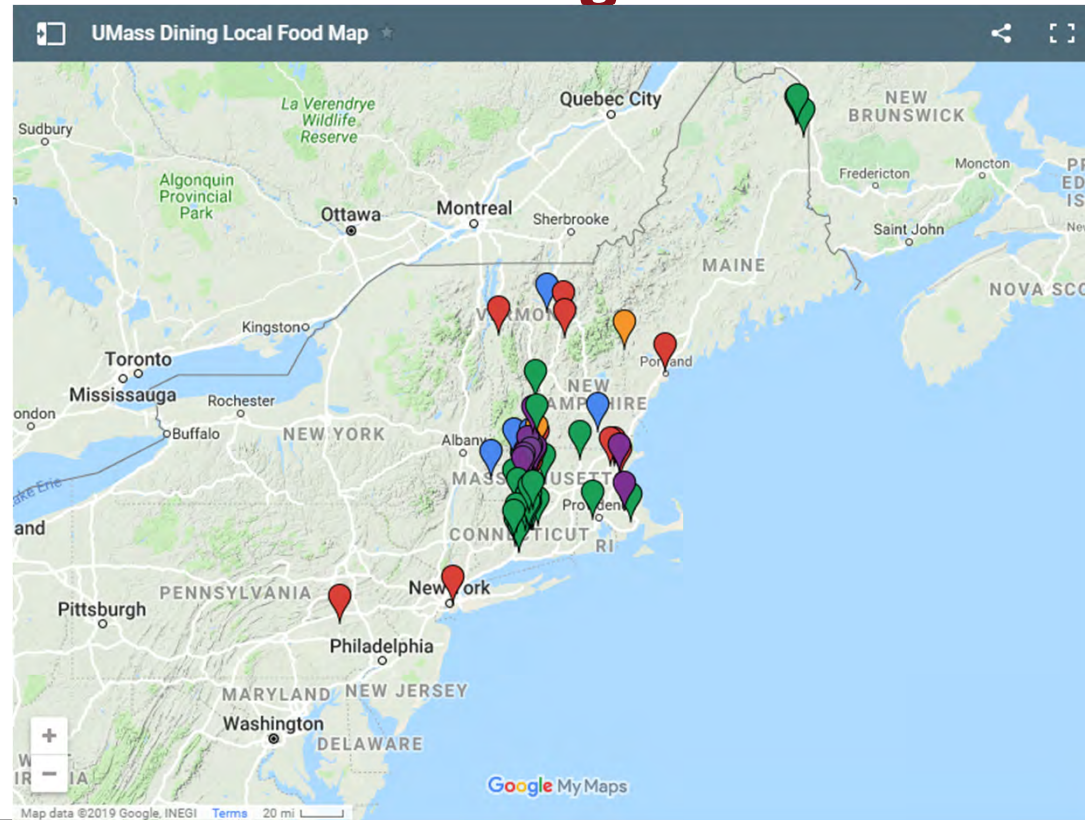 UMass Dining Local Food Map
Quebec City
La Verendrye
Wildlife
Reserve
NEW
BRUNSWICK
Sudbury
Moncton
Fredericton
Algonquin
Provincial
Park
Ottawa
Montreal
Sherbrooke
Saint John
MAINE
Kingston
Toronto
Mississauga
Portland
NEW
HAMPSHIRE
Rochester
Buffalo
NEW YORK
Albany
MASSACHUSETTS
CONNECTICUT
RI
New York
PENNSYLVANIA
Pittsburgh
Philadelphia
MARYLAND
NEW JERSEY
Washington
DELAWARE
Google My Maps
Map data ©2019 Google, INEGI
Terms
20 mi